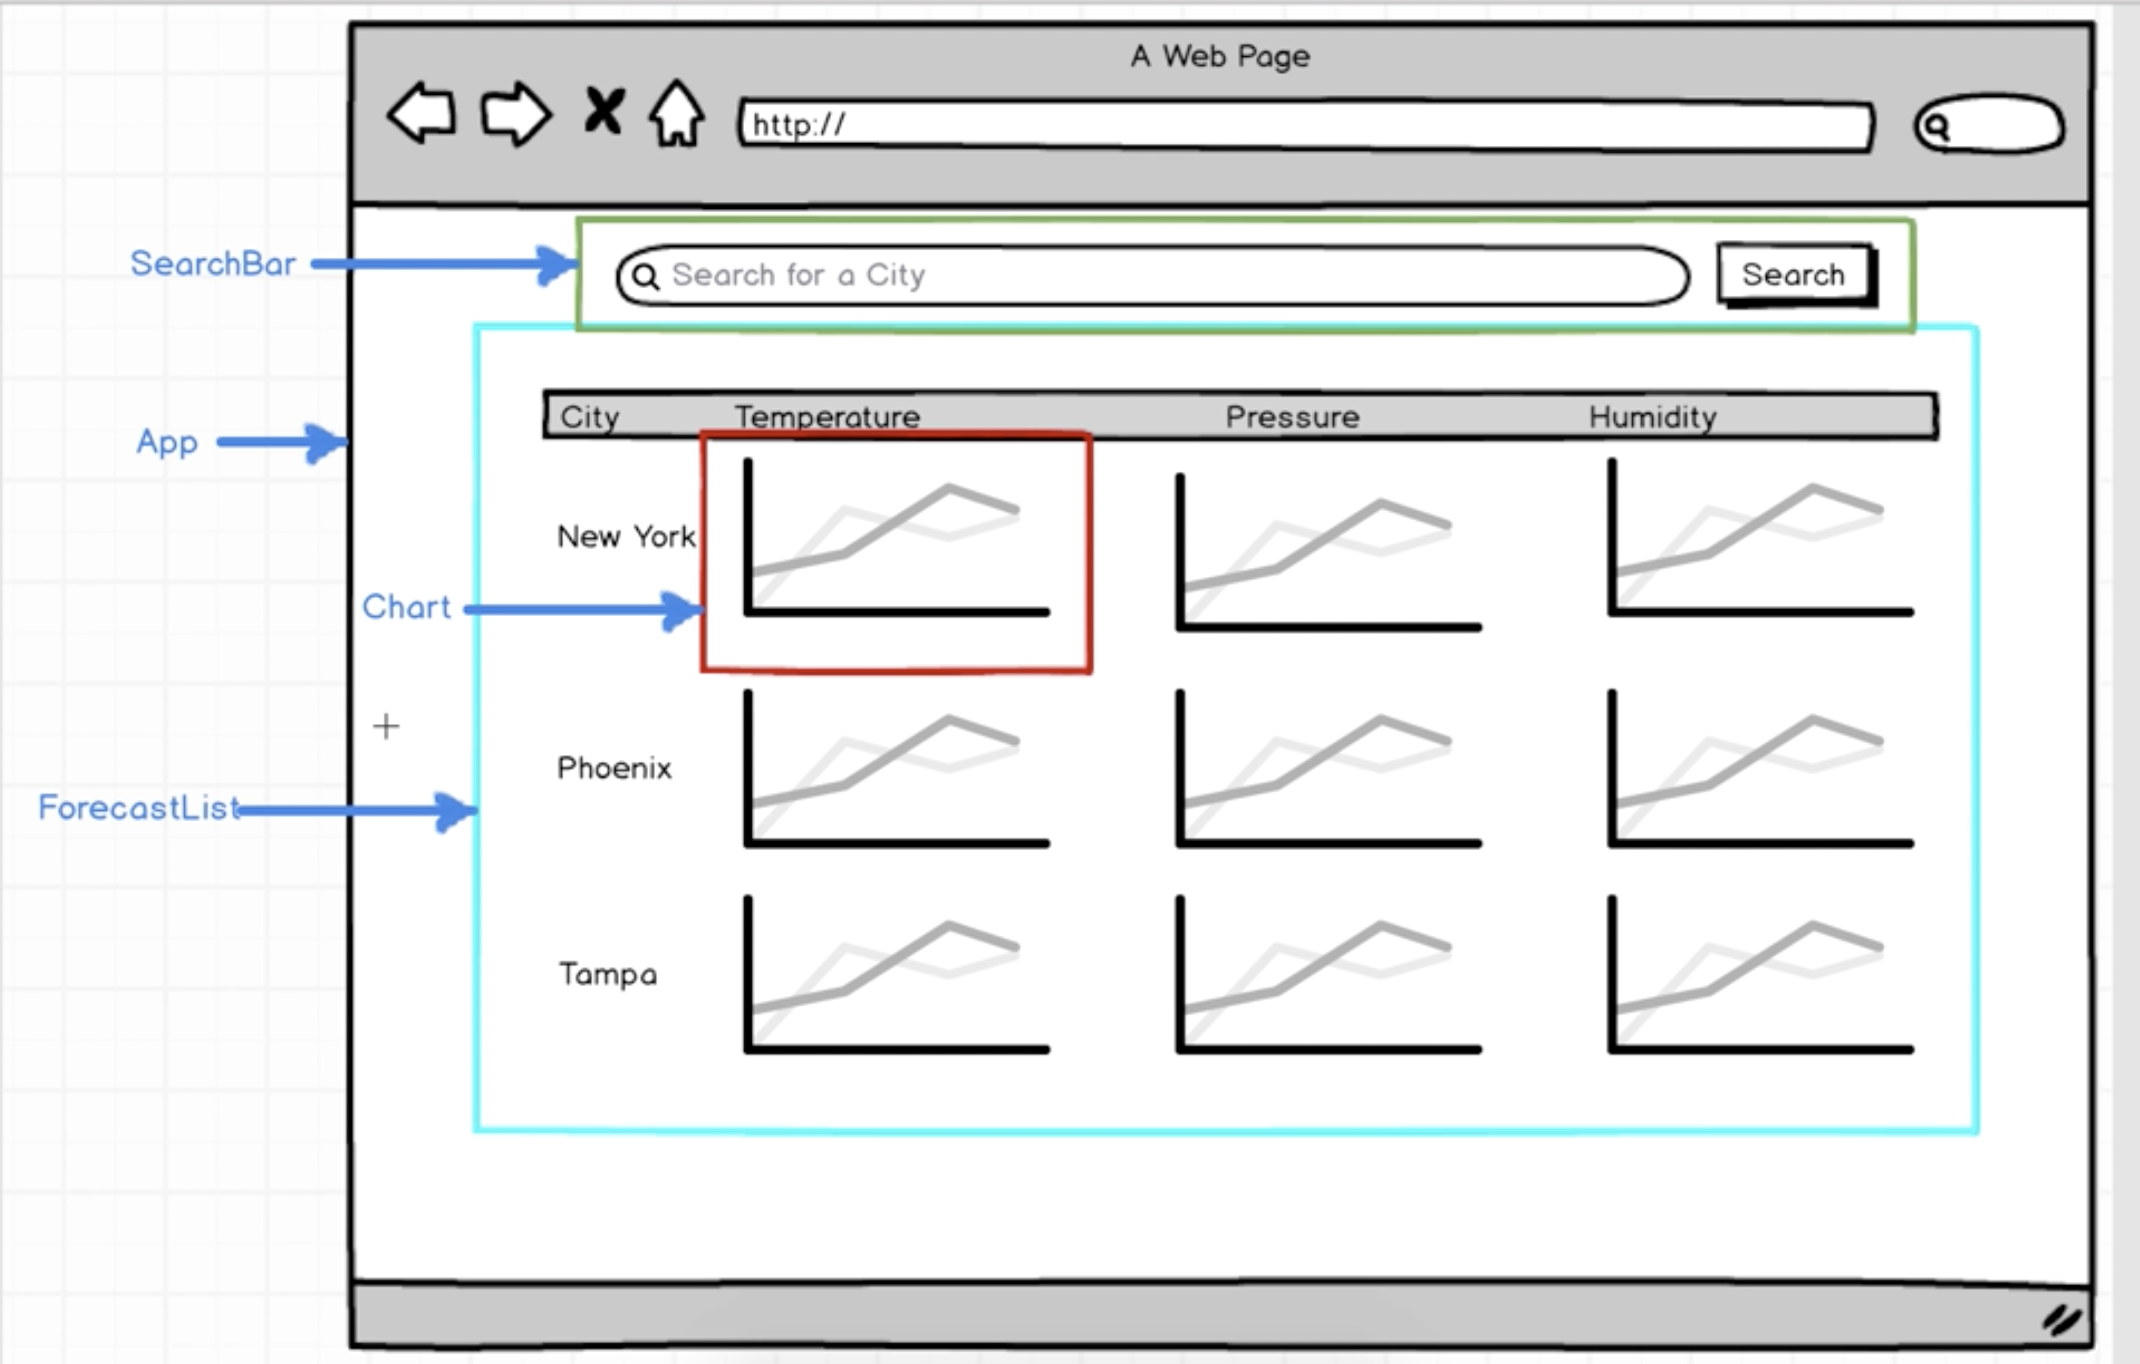 A Web Page
http://
SearchBar
Search for a City
Search
City Temperature Pressure Humidity
App
New York
Chart
Phoenix
ForecastList
Tampa